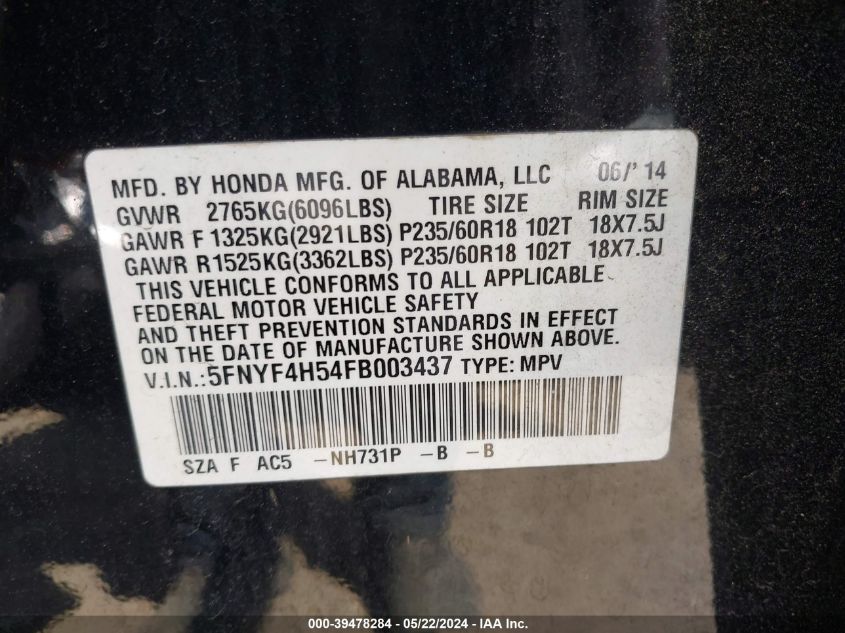 MFD. BY HONDA MFG. OF ALABAMA, LLC 06/'14
GVWR 2765KG(6096LBS) TIRE SIZE RIM SIZE
GAWR F 1325KG(2921LBS) P235/60R18 102T 18X7.5J
GAWR R1525KG(3362LBS) P235/60R18 102T 18X7.5J
THIS VEHICLE CONFORMS TO ALL APPLICABLE
FEDERAL MOTOR VEHICLE SAFETY
AND THEFT PREVENTION STANDARDS IN EFFECT
ON THE DATE OF MANUFACTURE SHOWN ABOVE.
V.I.N.:5FNYF4H54FB003437 TYPE: MPV
SZA F AC5 -NH731P -B -B
000-39478284 - 05/22/2024 - IAA Inc.